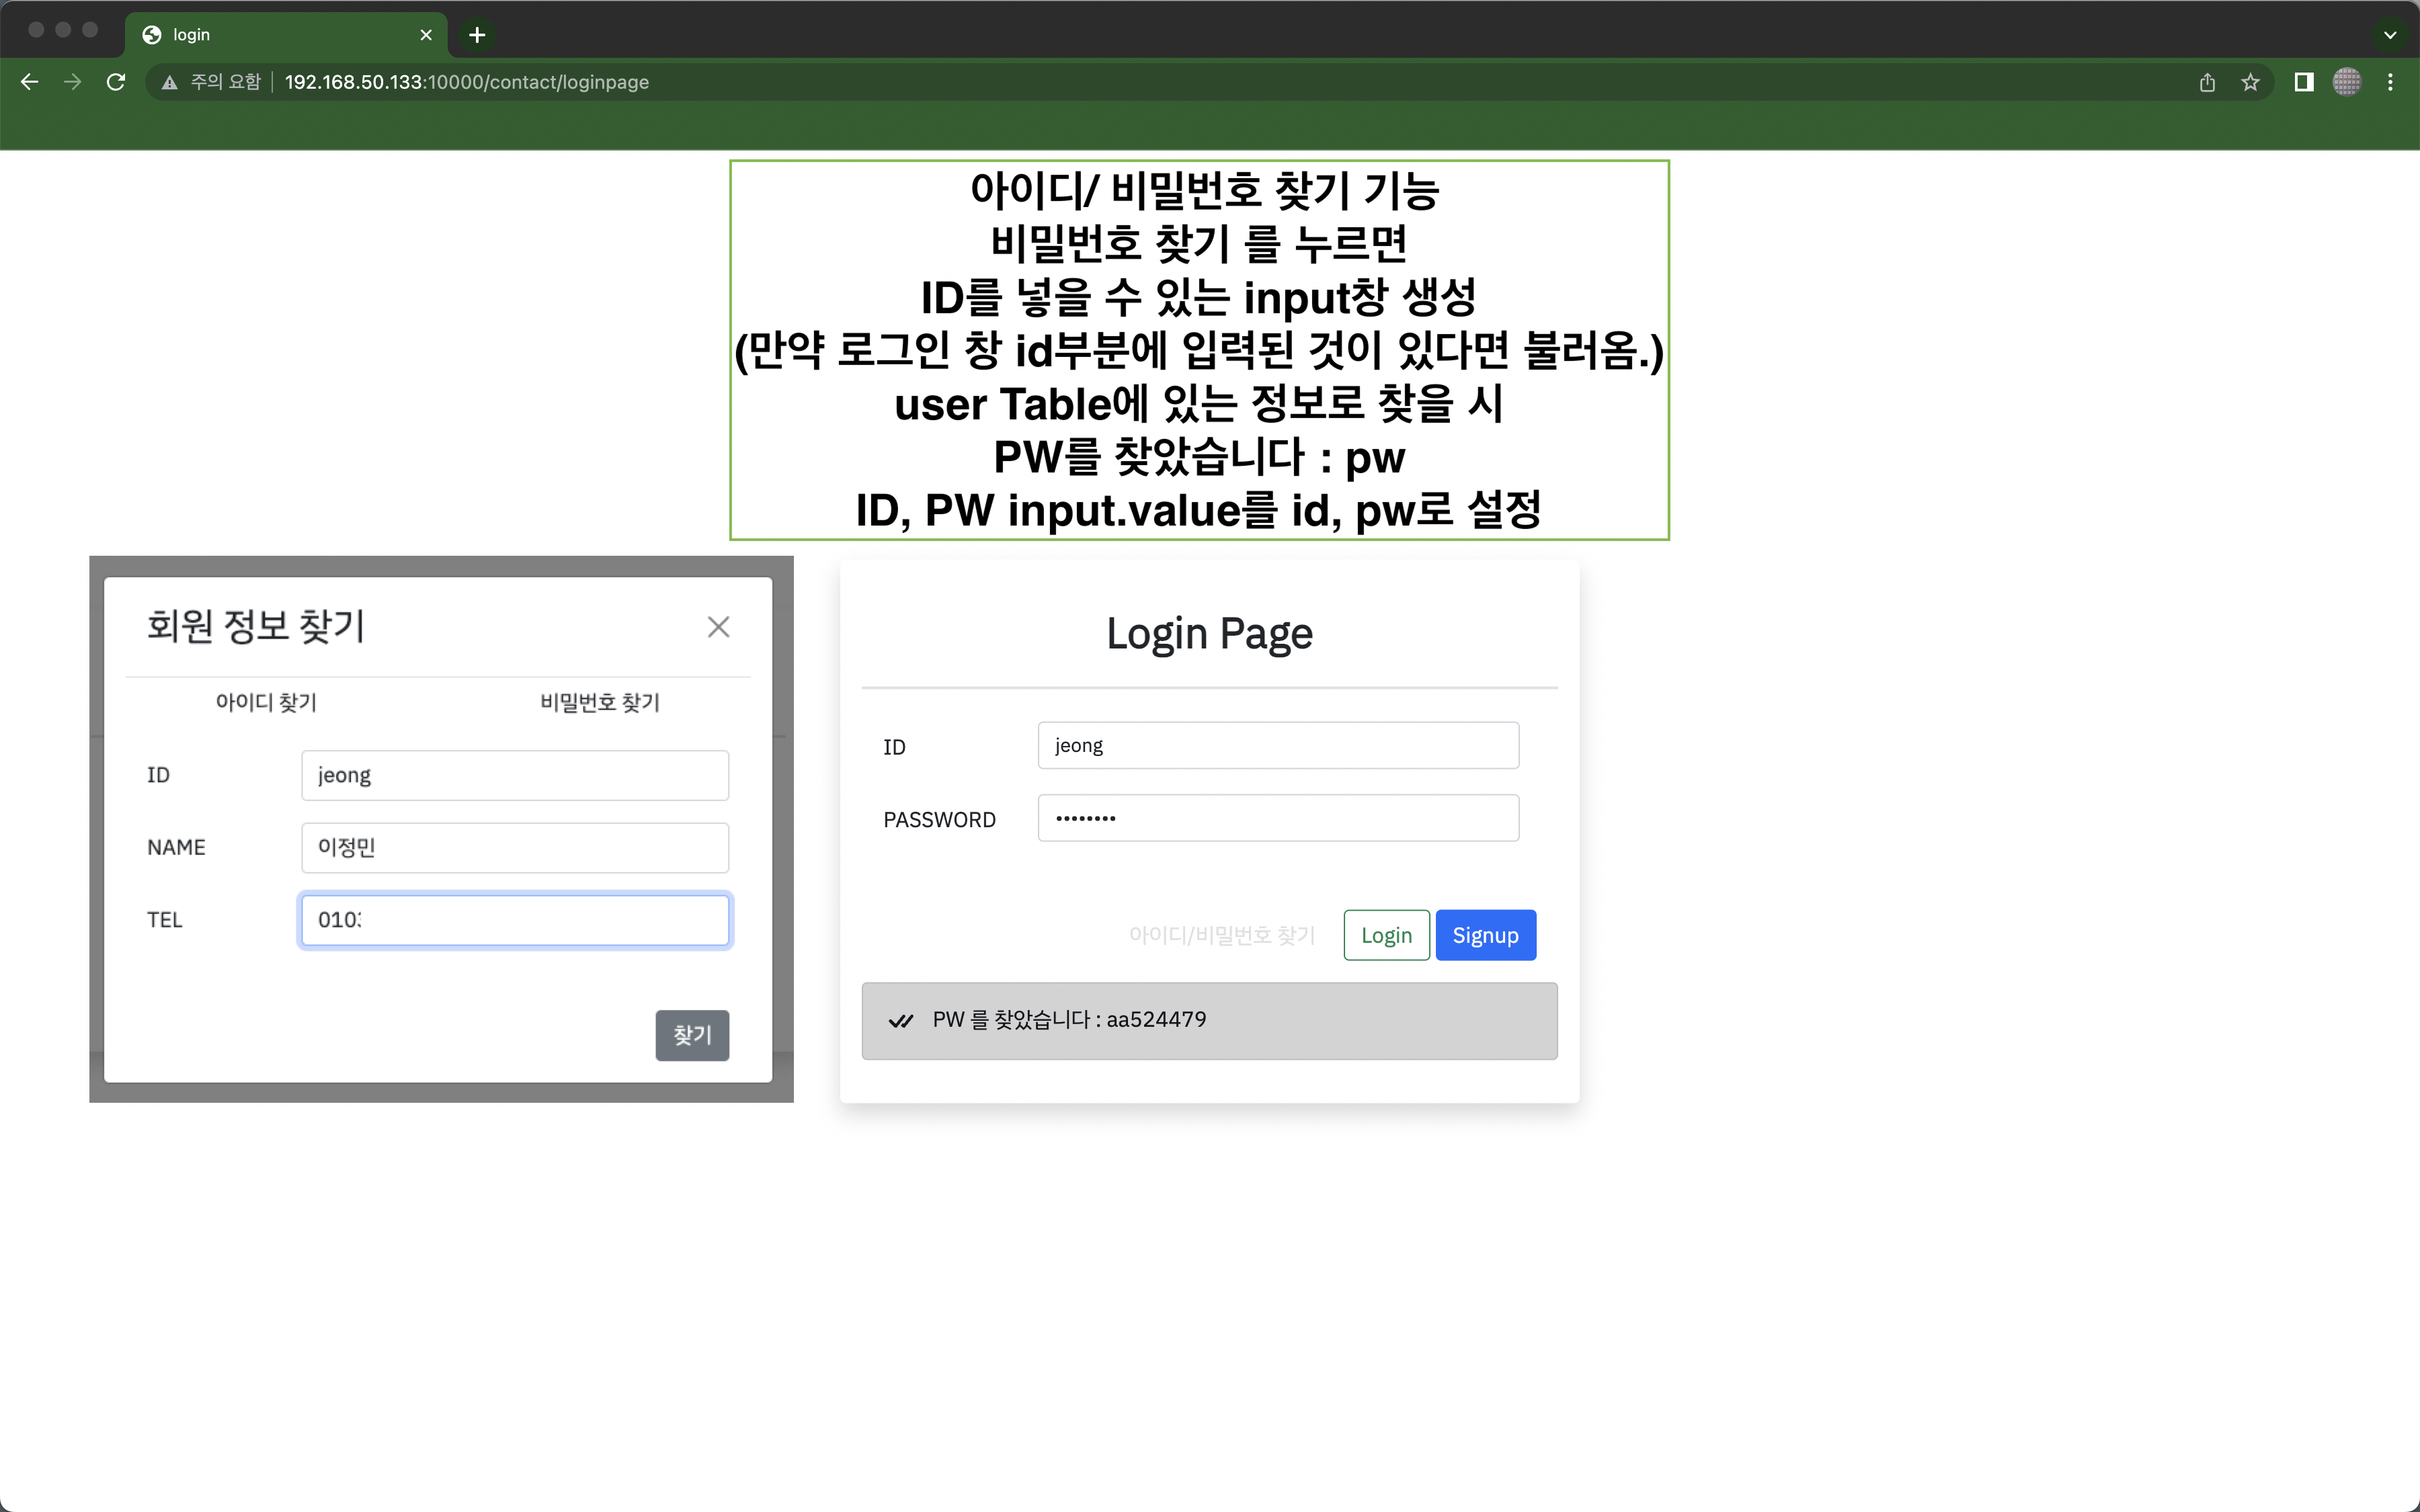 login
주의 요함 192.168.50.133:10000/contact/loginpage
아이디/ 비밀번호 찾기 기능
비밀번호 찾기 를 누르면
ID를 넣을 수 있는 input창 생성
(만약 로그인 창 id부분에 입력된 것이 있다면 불러옴.)
user Table에 있는 정보로 찾을 시
PW를 찾았습니다 : pw
ID, PW input.value를 id, pw로 설정
회원 정보 찾기
아이디 찾기 비밀번호 찾기
ID jeong
NAME 이정민
TEL 010
찾기
Login Page
ID jeong
PASSWORD ••••••••
아이디/비밀번호 찾기 Login Signup
PW 를 찾았습니다 : aa524479